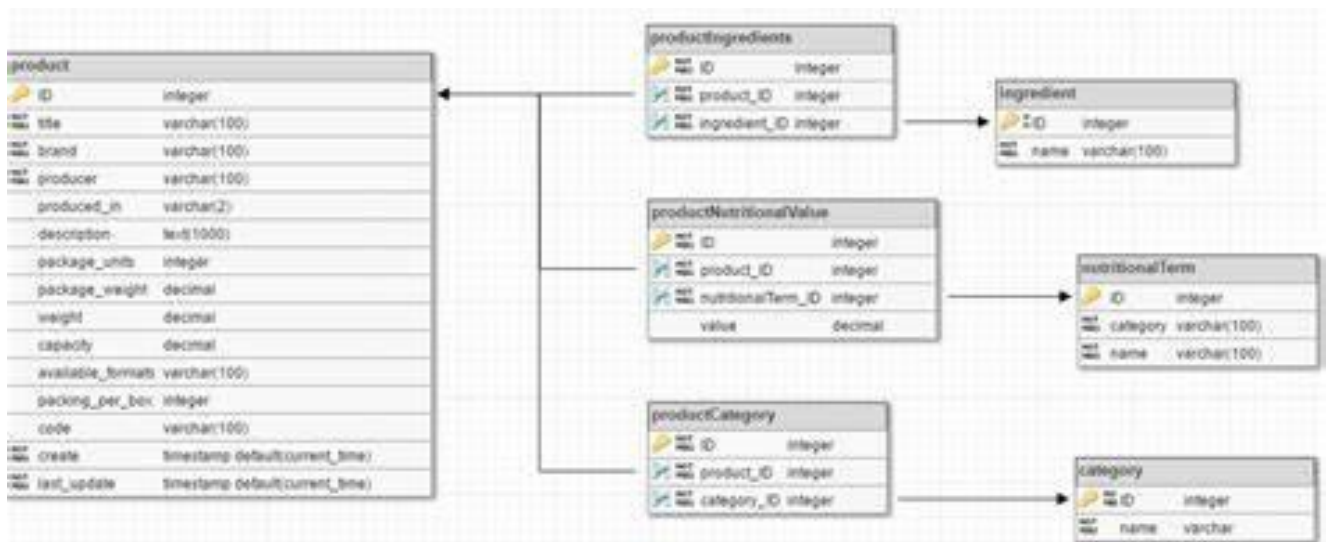 product
ID integer
title varchar(100)
brand varchar(100)
producer varchar(100)
produced_in varchar(2)
description text(1000)
package_units integer
package_weight decimal
weight decimal
capacity decimal
available_formats varchar(100)
packing_per_box integer
code varchar(100)
create timestamp default(current_time)
last_update timestamp default(current_time)
productIngredients
ID integer
product_ID integer
ingredient_ID integer
ingredient
ID integer
name varchar(100)
productNutritionalValue
ID integer
product_ID integer
nutritionalTerm_ID integer
value decimal
nutritionalTerm
ID integer
category varchar(100)
name varchar(100)
productCategory
ID integer
product_ID integer
category_ID integer
category
ID integer
name varchar